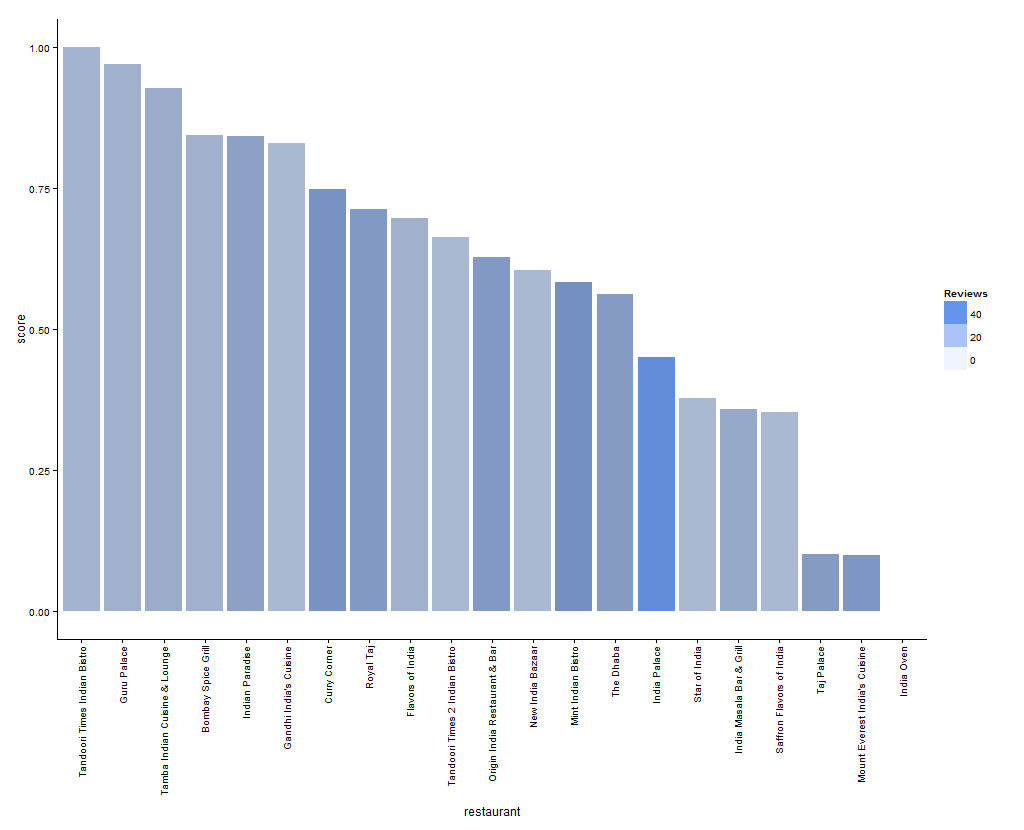 1.00
0.75
0.50
0.25
0.00
score
Tandoori Times Indian Bistro
Guru Palace
Tamba Indian Cuisine & Lounge
Bombay Spice Grill
Indian Paradise
Gandhi India's Cuisine
Curry Corner
Royal Taj
Flavors of India
Tandoori Times 2 Indian Bistro
Origin India Restaurant & Bar
New India Bazaar
Mint Indian Bistro
The Dhaba
India Palace
Star of India
India Masala Bar & Grill
Saffron Flavors of India
Taj Palace
Mount Everest India's Cuisine
India Oven
restaurant
Reviews
40
20
0